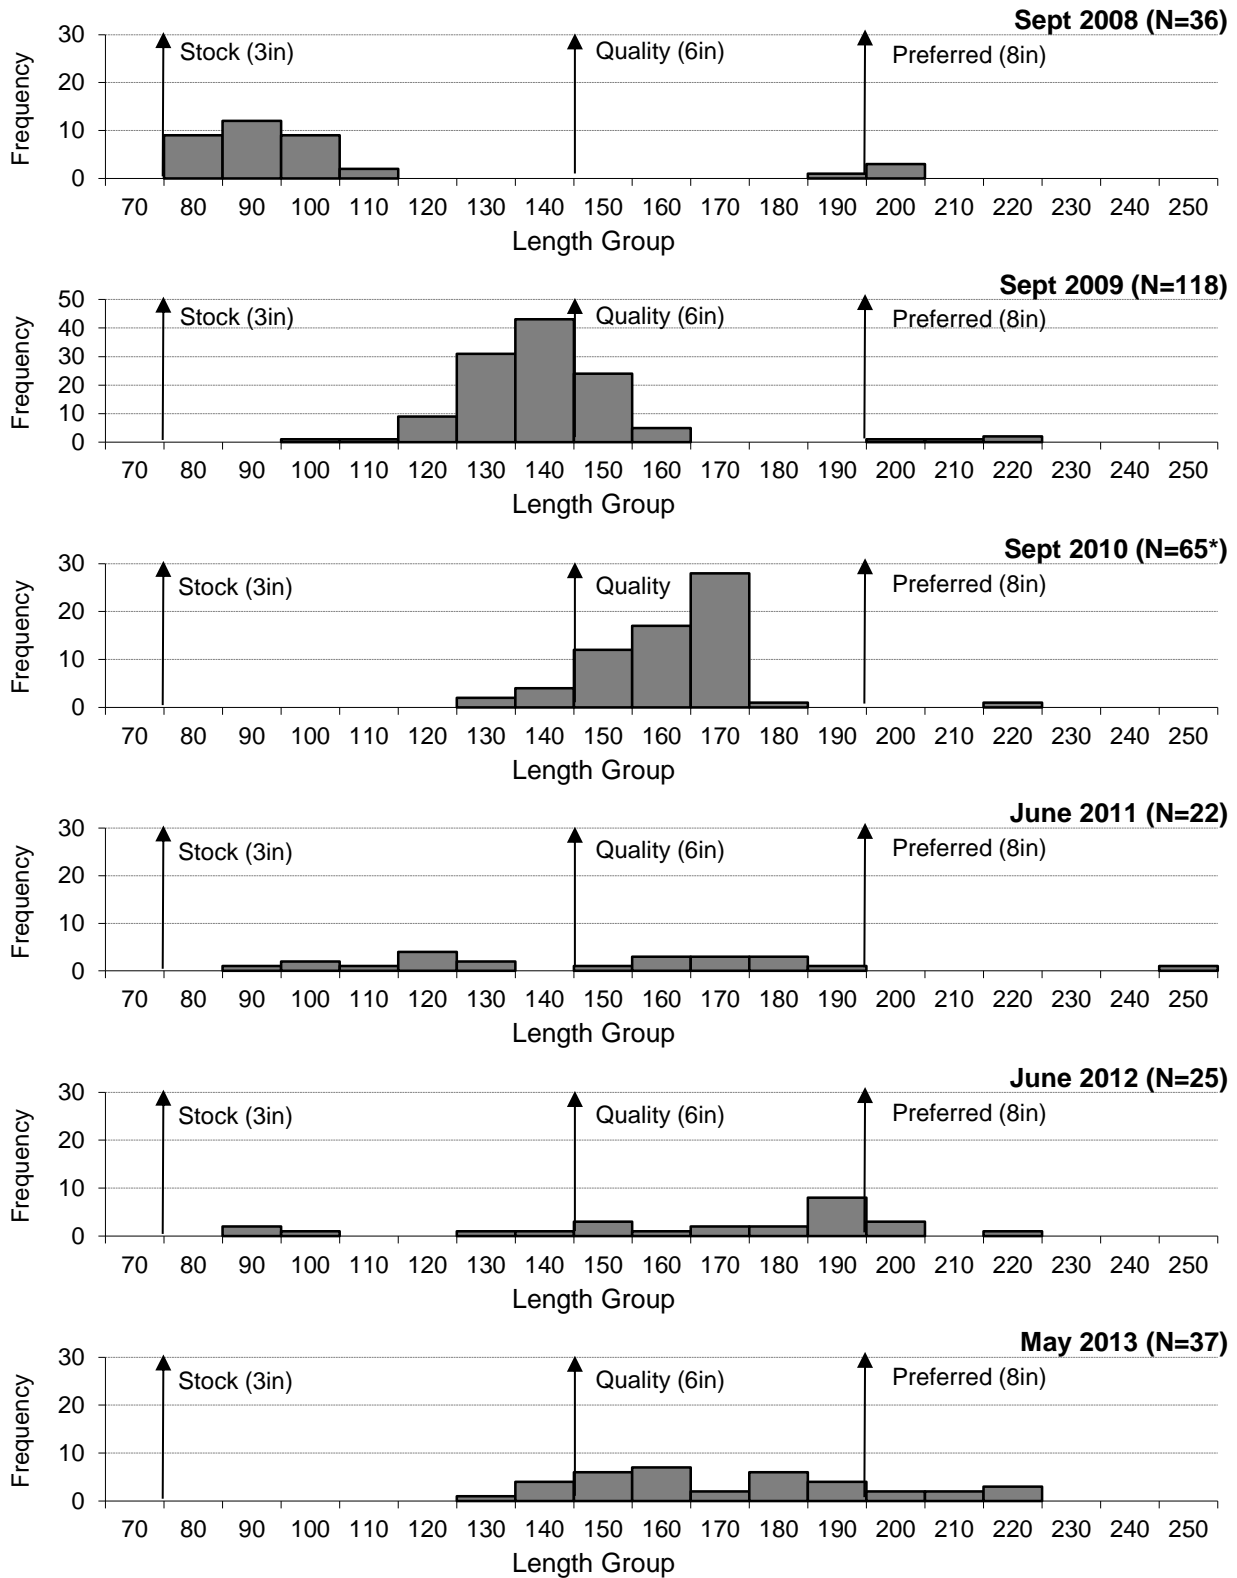 Sept 2008 (N=36)
Frequency
30
20
10
0
Stock (3in)
Quality (6in)
Preferred (8in)
70 80 90 100 110 120 130 140 150 160 170 180 190 200 210 220 230 240 250
Length Group
Sept 2009 (N=118)
Frequency
50
40
30
20
10
0
Stock (3in)
Quality (6in)
Preferred (8in)
70 80 90 100 110 120 130 140 150 160 170 180 190 200 210 220 230 240 250
Length Group
Sept 2010 (N=65*)
Frequency
30
20
10
0
Stock (3in)
Quality
Preferred (8in)
70 80 90 100 110 120 130 140 150 160 170 180 190 200 210 220 230 240 250
Length Group
June 2011 (N=22)
Frequency
30
20
10
0
Stock (3in)
Quality (6in)
Preferred (8in)
70 80 90 100 110 120 130 140 150 160 170 180 190 200 210 220 230 240 250
Length Group
June 2012 (N=25)
Frequency
30
20
10
0
Stock (3in)
Quality (6in)
Preferred (8in)
70 80 90 100 110 120 130 140 150 160 170 180 190 200 210 220 230 240 250
Length Group
May 2013 (N=37)
Frequency
30
20
10
0
Stock (3in)
Quality (6in)
Preferred (8in)
70 80 90 100 110 120 130 140 150 160 170 180 190 200 210 220 230 240 250
Length Group